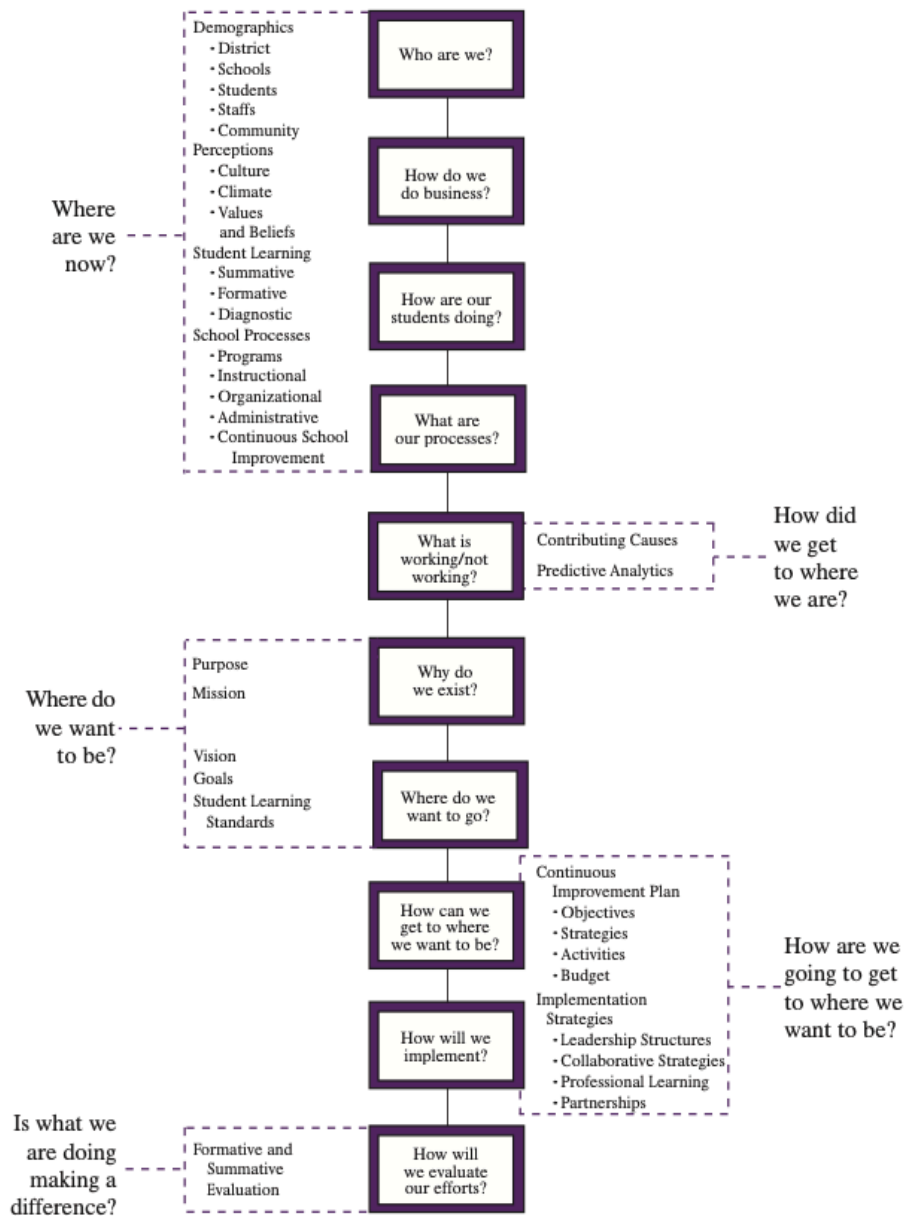 Where
are we
now?
Demographics
- District
- Schools
- Students
- Staffs
- Community
Perceptions
- Culture
- Climate
- Values
and Beliefs
Student Learning
- Summative
- Formative
- Diagnostic
School Processes
- Programs
- Instructional
- Organizational
- Administrative
- Continuous School
Improvement
Who are we?
How do we
do business?
How are our
students doing?
What are
our processes?
What is
working/not
working?
Contributing Causes
Predictive Analytics
How did
we get
to where
we are?
Where do
we want
to be?
Purpose
Mission
Vision
Goals
Student Learning
Standards
Why do
we exist?
Where do we
want to go?
How can we
get to where
we want to be?
How will we
implement?
Continuous
Improvement Plan
- Objectives
- Strategies
- Activities
- Budget
Implementation
Strategies
- Leadership Structures
- Collaborative Strategies
- Professional Learning
- Partnerships
How are we
going to get
to where we
want to be?
Is what we
are doing
making a
difference?
Formative and
Summative
Evaluation
How will
we evaluate
our efforts?